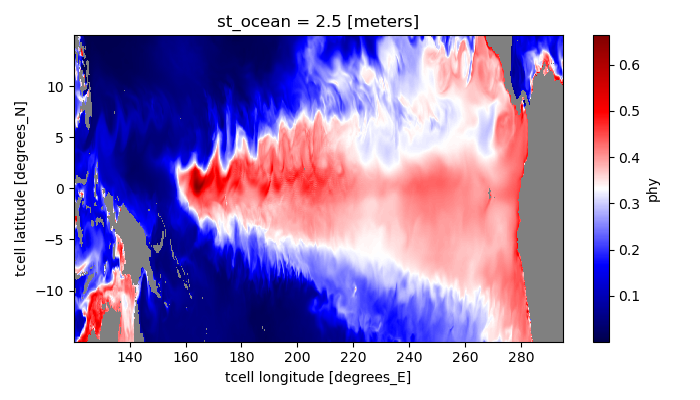 st_ocean = 2.5 [meters]
10
5
0
−5
−10
tcell latitude [degrees_N]
140 160 180 200 220 240 260 280
tcell longitude [degrees_E]
0.6
0.5
0.4
0.3
0.2
0.1
phy